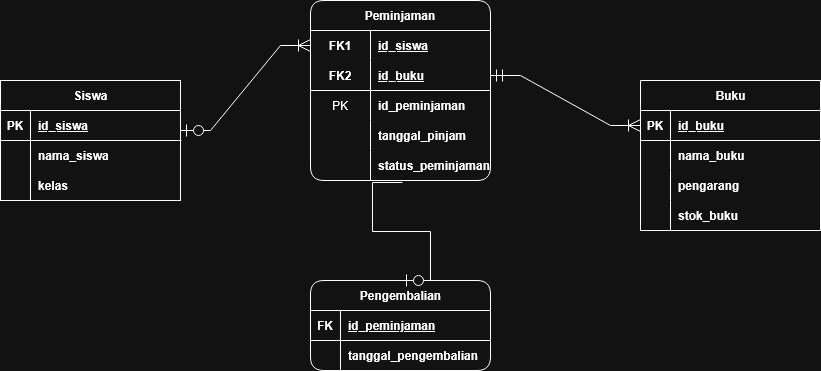 Peminjaman
FK1 id_siswa
FK2 id_buku
PK id_peminjaman
tanggal_pinjam
status_peminjaman
Siswa
PK id_siswa
nama_siswa
kelas
Buku
PK id_buku
nama_buku
pengarang
stok_buku
Pengembalian
FK id_peminjaman
tanggal_pengembalian